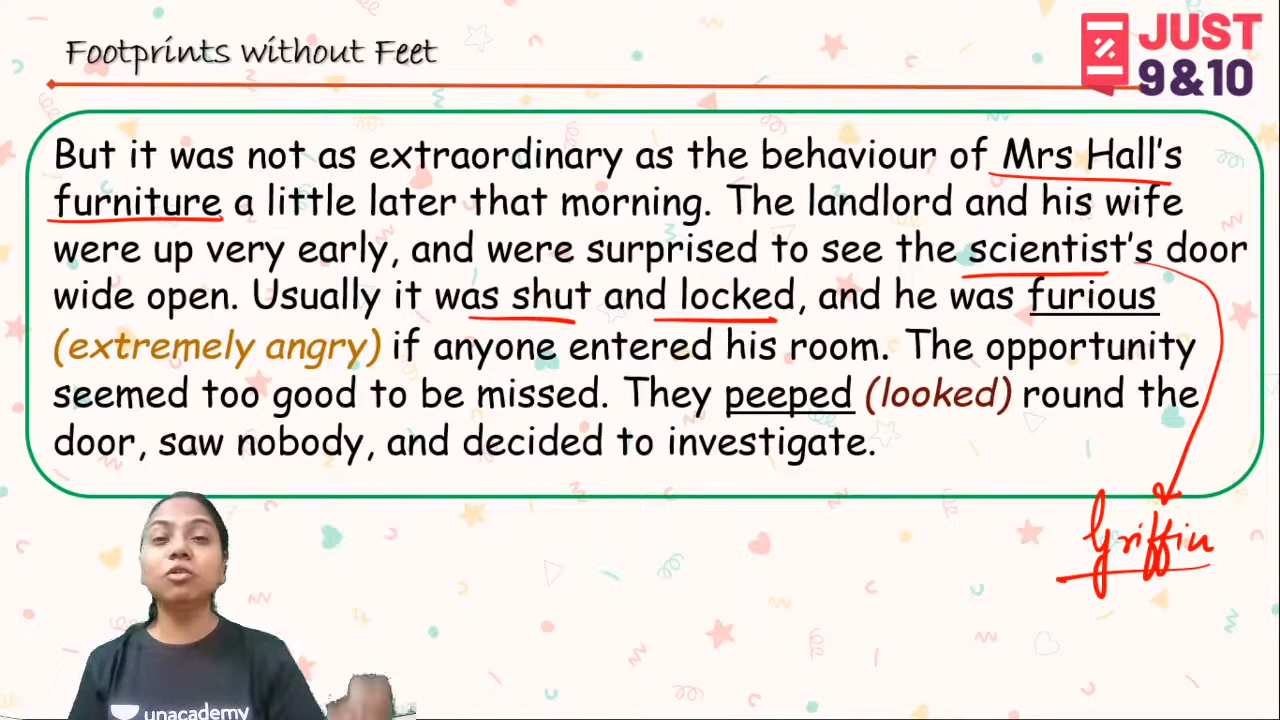 Footprints without Feet
JUST
9&10
But it was not as extraordinary as the behaviour of Mrs Hall's
furniture a little later that morning. The landlord and his wife
were up very early, and were surprised to see the scientist's door
wide open. Usually it was shut and locked, and he was furious
(extremely angry) if anyone entered his room. The opportunity
seemed too good to be missed. They peeped (looked) round the
door, saw nobody, and decided to investigate.
Griffin
unacademy